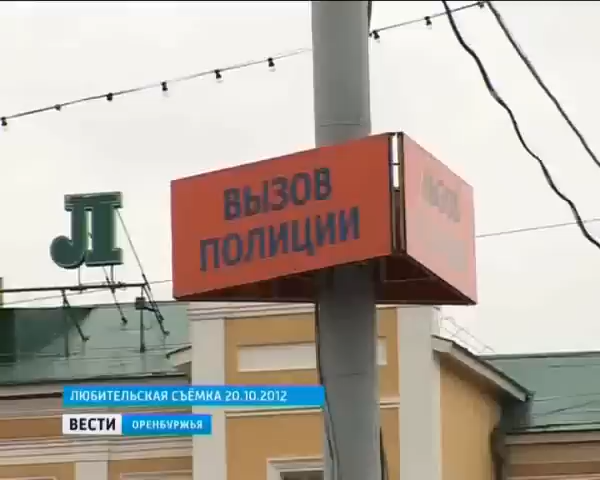 Л
ВЫЗОВ
ПОЛИЦИИ
ЛЮБИТЕЛЬСКАЯ СЪЁМКА 20.10.2012
ВЕСТИ ОРЕНБУРЖЬЯ